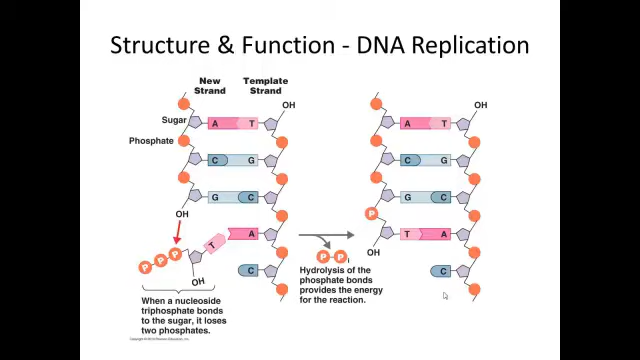 Structure & Function - DNA Replication
New Template
Strand Strand
OH OH
Sugar A T A T
Phosphate
C G C G
G C G C
OH P
T A T A
P P P OH
P P i
OH C C
Hydrolysis of the
phosphate bonds
provides the energy
for the reaction.
When a nucleoside
triphosphate bonds
to the sugar, it loses
two phosphates.